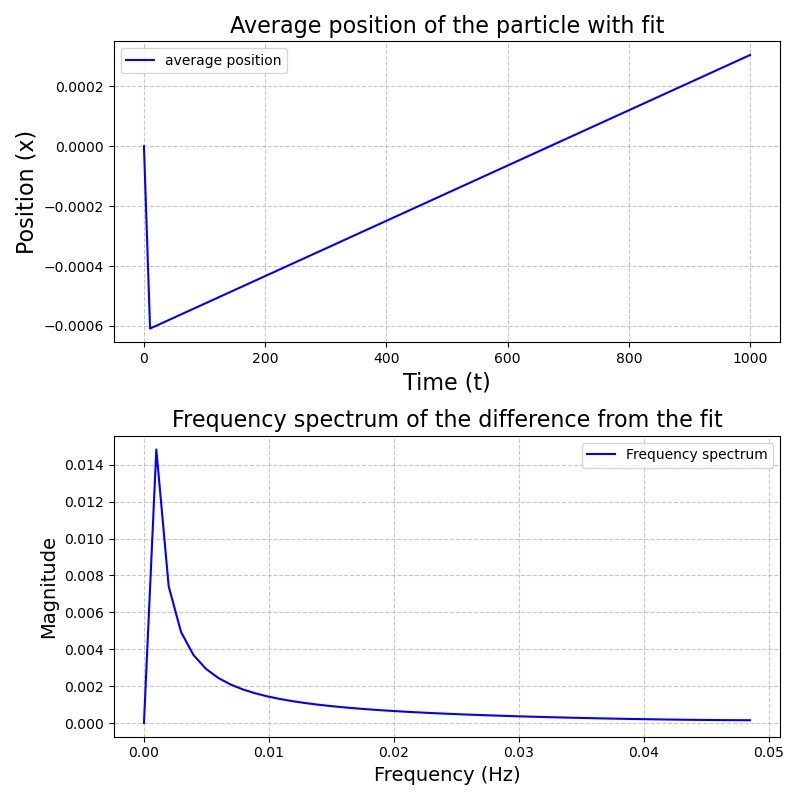 Average position of the particle with fit
average position
0.0002
0.0000
−0.0002
−0.0004
−0.0006
Position (x)
0 200 400 600 800 1000
Time (t)
Frequency spectrum of the difference from the fit
Frequency spectrum
0.014
0.012
0.010
0.008
0.006
0.004
0.002
0.000
Magnitude
0.00 0.01 0.02 0.03 0.04 0.05
Frequency (Hz)